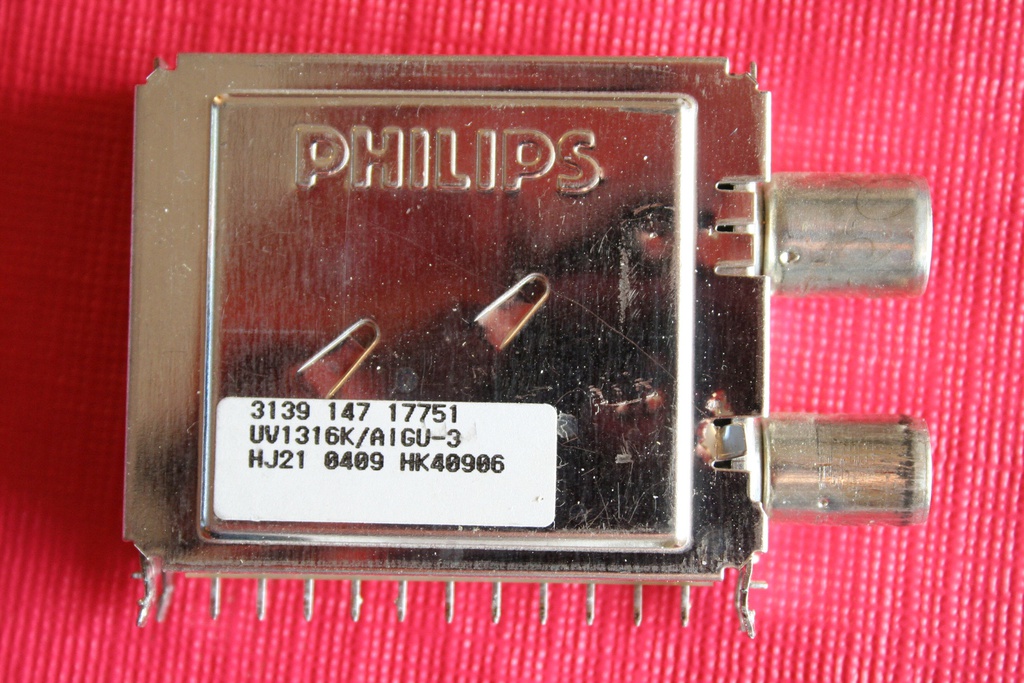 PHILIPS
3139 147 17751
UV1316K/AIGU-3
HJ21 0409 HK40906